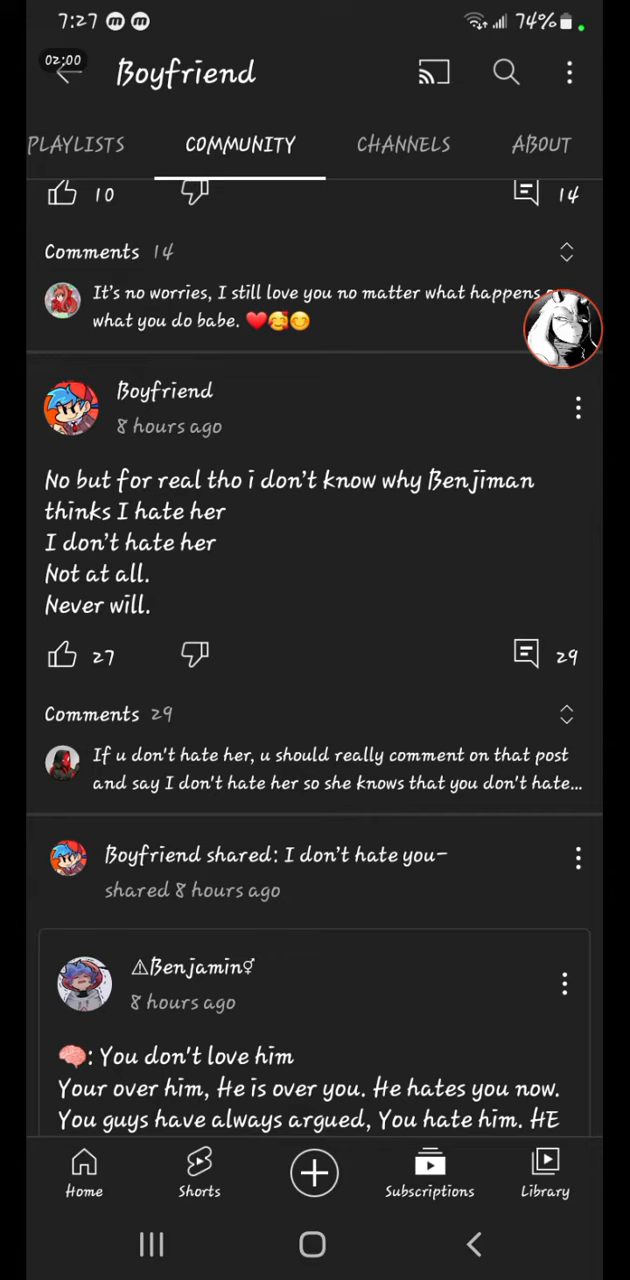 7:27 74%
02:00
Boyfriend
PLAYLISTS COMMUNITY CHANNELS ABOUT
10 14
Comments 14
It's no worries, I still love you no matter what happens
what you do babe. ❤️🥰😊
Boyfriend
8 hours ago
No but for real tho i don't know why Benjiman
thinks I hate her
I don't hate her
Not at all.
Never will.
27 29
Comments 29
If u don't hate her, u should really comment on that post
and say I don't hate her so she knows that you don't hate...
Boyfriend shared: I don't hate you-
shared 8 hours ago
⚠Benjamin⚥
8 hours ago
🧠: You don't love him
Your over him, He is over you. He hates you now.
You guys have always argued, You hate him. HE
Home Shorts Subscriptions Library